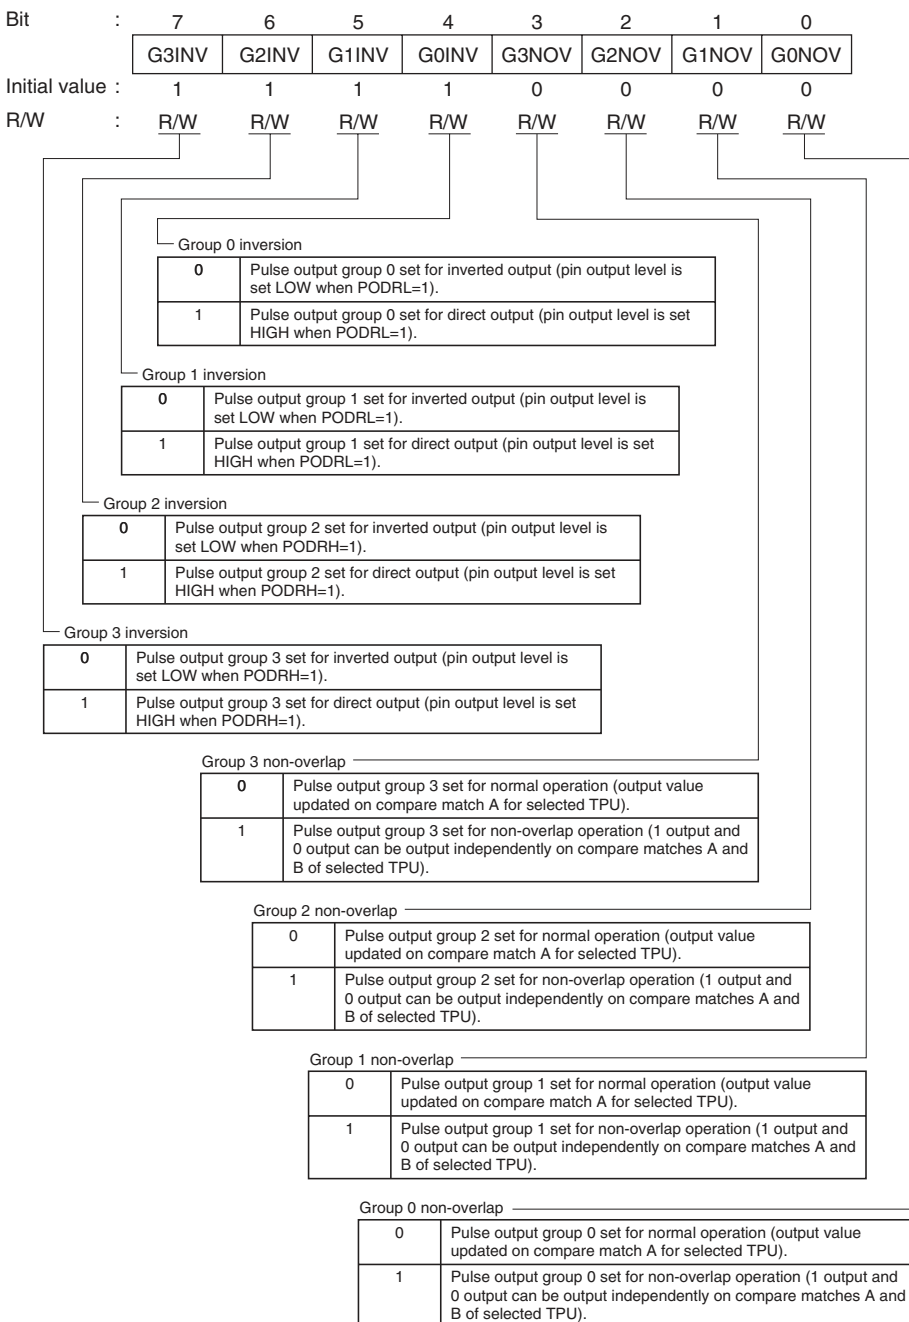 Bit : 7 6 5 4 3 2 1 0
G3INV G2INV G1INV G0INV G3NOV G2NOV G1NOV G0NOV
Initial value : 1 1 1 1 0 0 0 0
R/W : R/W R/W R/W R/W R/W R/W R/W R/W
Group 0 inversion
0 Pulse output group 0 set for inverted output (pin output level is
set LOW when PODRL=1).
1 Pulse output group 0 set for direct output (pin output level is set
HIGH when PODRL=1).
Group 1 inversion
0 Pulse output group 1 set for inverted output (pin output level is
set LOW when PODRL=1).
1 Pulse output group 1 set for direct output (pin output level is set
HIGH when PODRL=1).
Group 2 inversion
0 Pulse output group 2 set for inverted output (pin output level is
set LOW when PODRH=1).
1 Pulse output group 2 set for direct output (pin output level is set
HIGH when PODRH=1).
Group 3 inversion
0 Pulse output group 3 set for inverted output (pin output level is
set LOW when PODRH=1).
1 Pulse output group 3 set for direct output (pin output level is set
HIGH when PODRH=1).
Group 3 non-overlap
0 Pulse output group 3 set for normal operation (output value
updated on compare match A for selected TPU).
1 Pulse output group 3 set for non-overlap operation (1 output and
0 output can be output independently on compare matches A and
B of selected TPU).
Group 2 non-overlap
0 Pulse output group 2 set for normal operation (output value
updated on compare match A for selected TPU).
1 Pulse output group 2 set for non-overlap operation (1 output and
0 output can be output independently on compare matches A and
B of selected TPU).
Group 1 non-overlap
0 Pulse output group 1 set for normal operation (output value
updated on compare match A for selected TPU).
1 Pulse output group 1 set for non-overlap operation (1 output and
0 output can be output independently on compare matches A and
B of selected TPU).
Group 0 non-overlap
0 Pulse output group 0 set for normal operation (output value
updated on compare match A for selected TPU).
1 Pulse output group 0 set for non-overlap operation (1 output and
0 output can be output independently on compare matches A and
B of selected TPU).